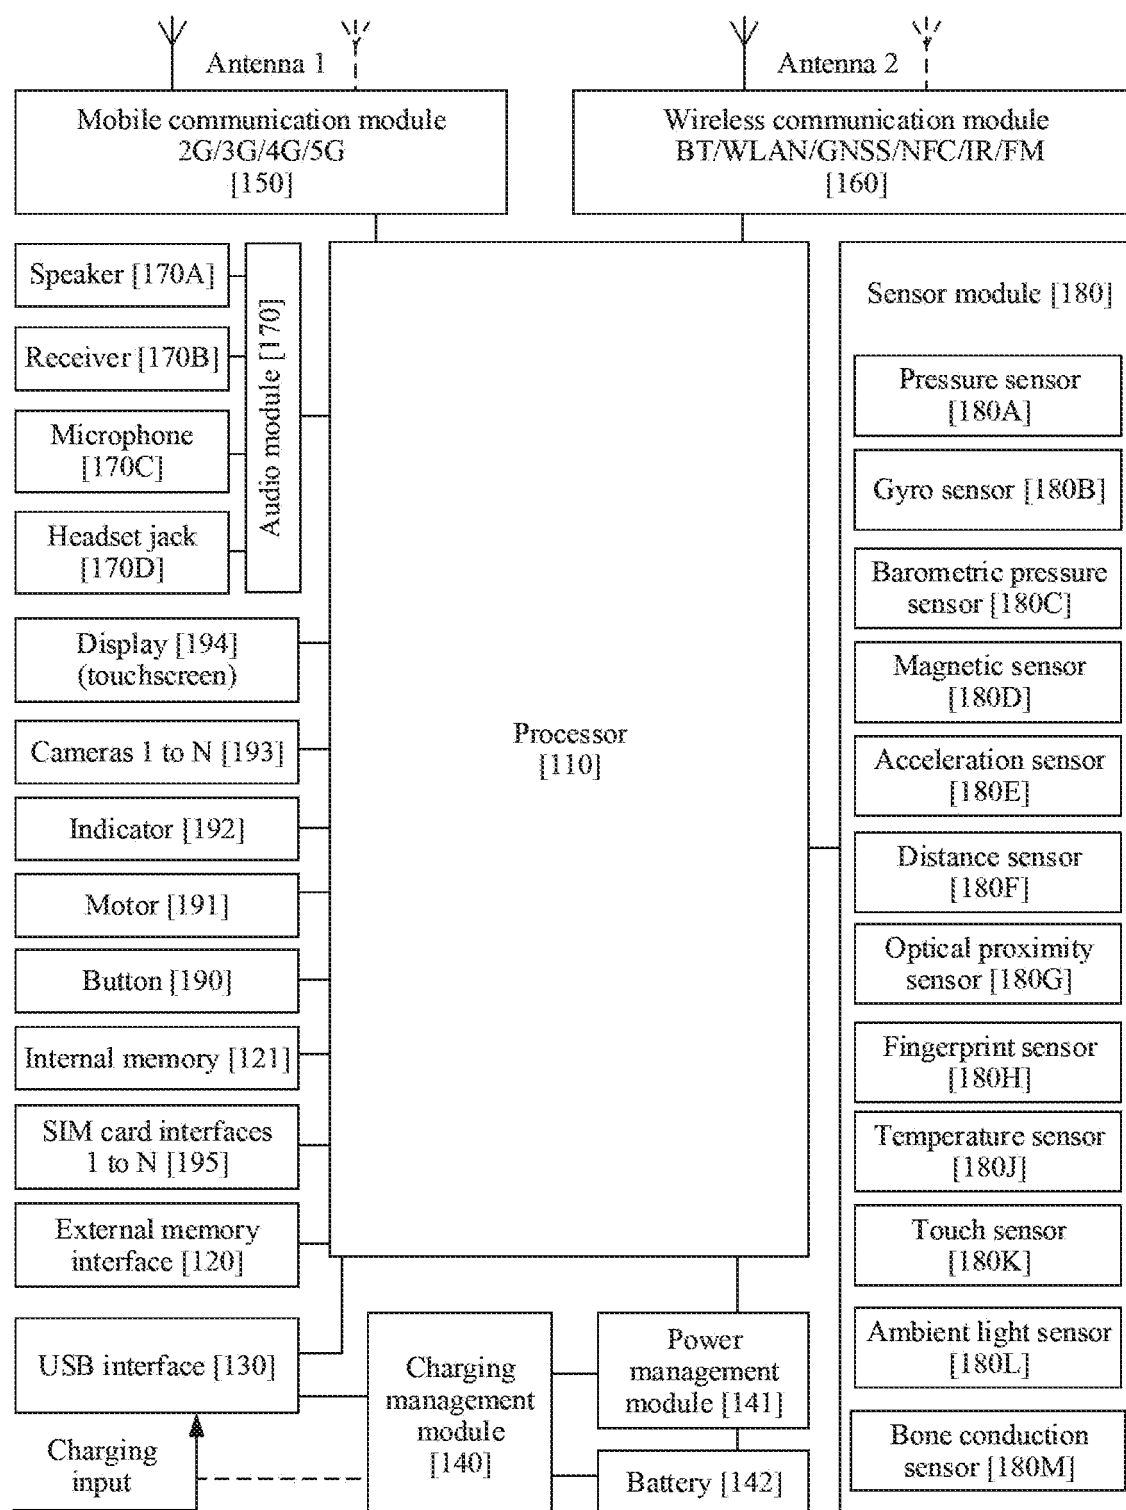 Antenna 1
Antenna 2
Mobile communication module
2G/3G/4G/5G
[150]
Wireless communication module
BT/WLAN/GNSS/NFC/IR/FM
[160]
Speaker [170A]
Receiver [170B]
Microphone
[170C]
Headset jack
[170D]
Audio module [170]
Display [194]
(touchscreen)
Cameras 1 to N [193]
Indicator [192]
Motor [191]
Button [190]
Internal memory [121]
SIM card interfaces
1 to N [195]
External memory
interface [120]
USB interface [130]
Charging
input
Processor
[110]
Charging
management
module
[140]
Power
management
module [141]
Battery [142]
Sensor module [180]
Pressure sensor
[180A]
Gyro sensor [180B]
Barometric pressure
sensor [180C]
Magnetic sensor
[180D]
Acceleration sensor
[180E]
Distance sensor
[180F]
Optical proximity
sensor [180G]
Fingerprint sensor
[180H]
Temperature sensor
[180J]
Touch sensor
[180K]
Ambient light sensor
[180L]
Bone conduction
sensor [180M]